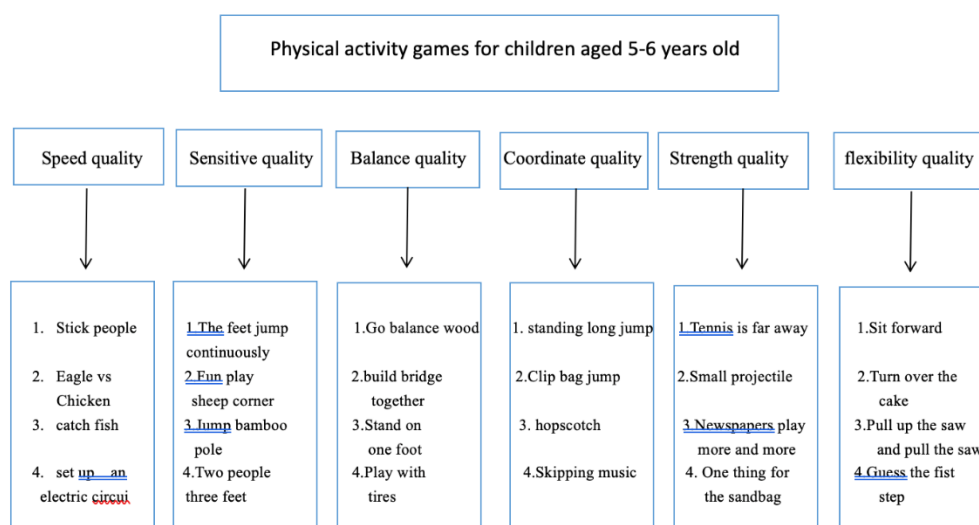 Physical activity games for children aged 5-6 years old
Speed quality
Sensitive quality
Balance quality
Coordinate quality
Strength quality
flexibility quality
1. Stick people
2. Eagle vs
Chicken
3. catch fish
4. set up an
electric circui
1.The feet jump
continuously
2.Fun play
sheep corner
3.Jump bamboo
pole
4.Two people
three feet
1.Go balance wood
2.build bridge
together
3.Stand on
one foot
4.Play with
tires
1. standing long jump
2.Clip bag jump
3. hopscotch
4.Skipping music
1.Tennis is far away
2.Small projectile
3.Newspapers play
more and more
4. One thing for
the sandbag
1.Sit forward
2.Turn over the
cake
3.Pull up the saw
and pull the saw
4.Guess the fist
step